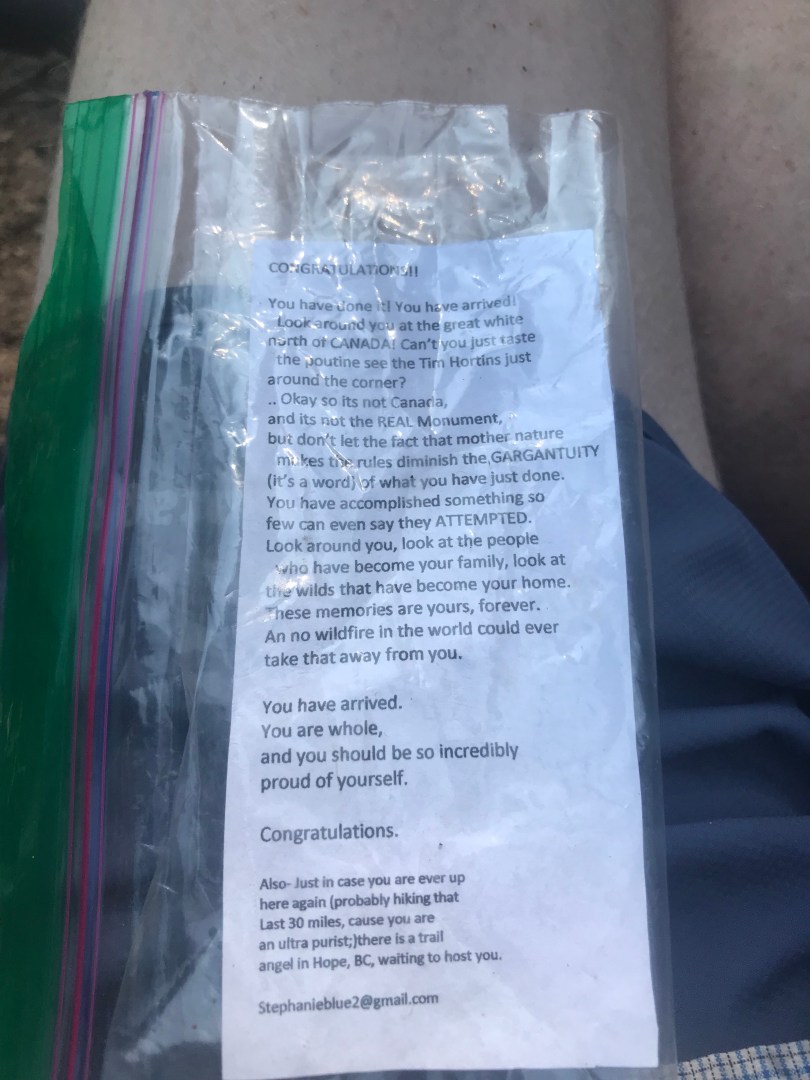 CONGRATULATIONS!!
You have done it! You have arrived!
Look around you at the great white
north of CANADA! Can't you just taste
the poutine see the Tim Hortins just
around the corner?
.. Okay so its not Canada,
and its not the REAL Monument,
but don't let the fact that mother nature
makes the rules diminish the GARGANTUITY
(it's a word) of what you have just done.
You have accomplished something so
few can even say they ATTEMPTED.
Look around you, look at the people
who have become your family, look at
the wilds that have become your home.
These memories are yours, forever.
An no wildfire in the world could ever
take that away from you.
You have arrived.
You are whole,
and you should be so incredibly
proud of yourself.
Congratulations.
Also- Just in case you are ever up
here again (probably hiking that
Last 30 miles, cause you are
an ultra purist;)there is a trail
angel in Hope, BC, waiting to host you.
Stephanieblue2@gmail.com